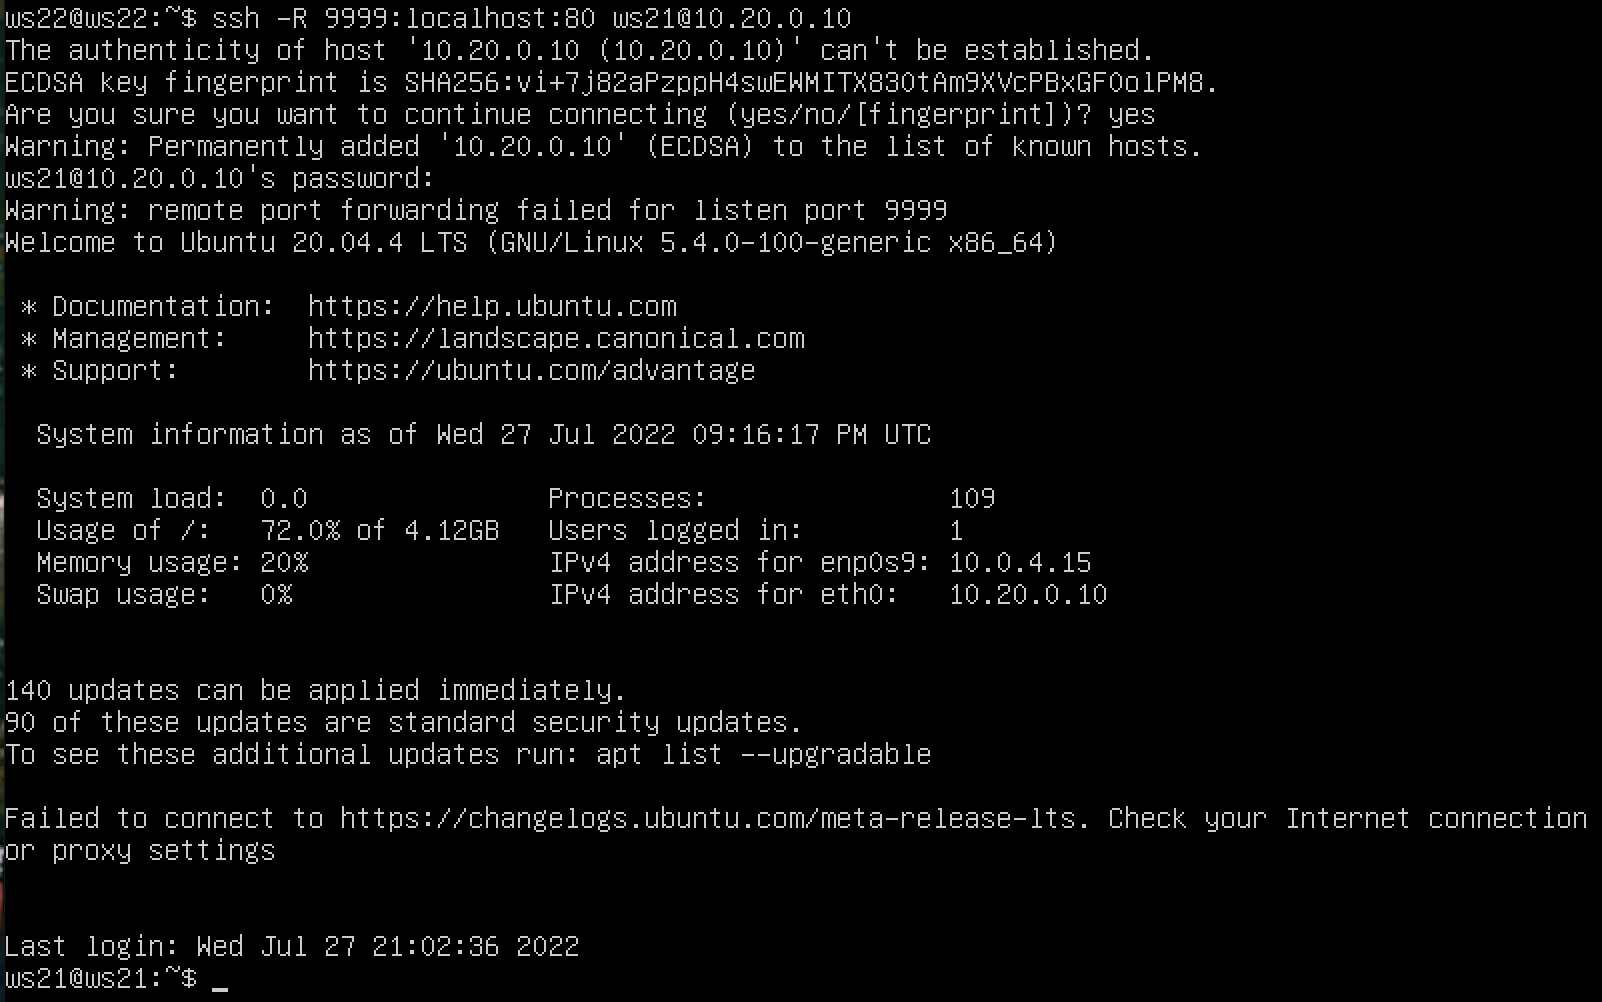 ws22@ws22:~$ ssh -R 9999:localhost:80 ws21@10.20.0.10
The authenticity of host '10.20.0.10 (10.20.0.10)' can't be established.
ECDSA key fingerprint is SHA256:vi+7j82aPzppH4swEWMITX830tAm9XVcPBxGF0olPM8.
Are you sure you want to continue connecting (yes/no/[fingerprint])? yes
Warning: Permanently added '10.20.0.10' (ECDSA) to the list of known hosts.
ws21@10.20.0.10's password:
Warning: remote port forwarding failed for listen port 9999
Welcome to Ubuntu 20.04.4 LTS (GNU/Linux 5.4.0-100-generic x86_64)
* Documentation:  https://help.ubuntu.com
* Management:     https://landscape.canonical.com
* Support:        https://ubuntu.com/advantage
System information as of Wed 27 Jul 2022 09:16:17 PM UTC
System load:  0.0               Processes:               109
Usage of /:   72.0% of 4.12GB   Users logged in:         1
Memory usage: 20%               IPv4 address for enp0s9: 10.0.4.15
Swap usage:   0%                IPv4 address for eth0:   10.20.0.10
140 updates can be applied immediately.
90 of these updates are standard security updates.
To see these additional updates run: apt list --upgradable
Failed to connect to https://changelogs.ubuntu.com/meta-release-lts. Check your Internet connection
or proxy settings
Last login: Wed Jul 27 21:02:36 2022
ws21@ws21:~$ _